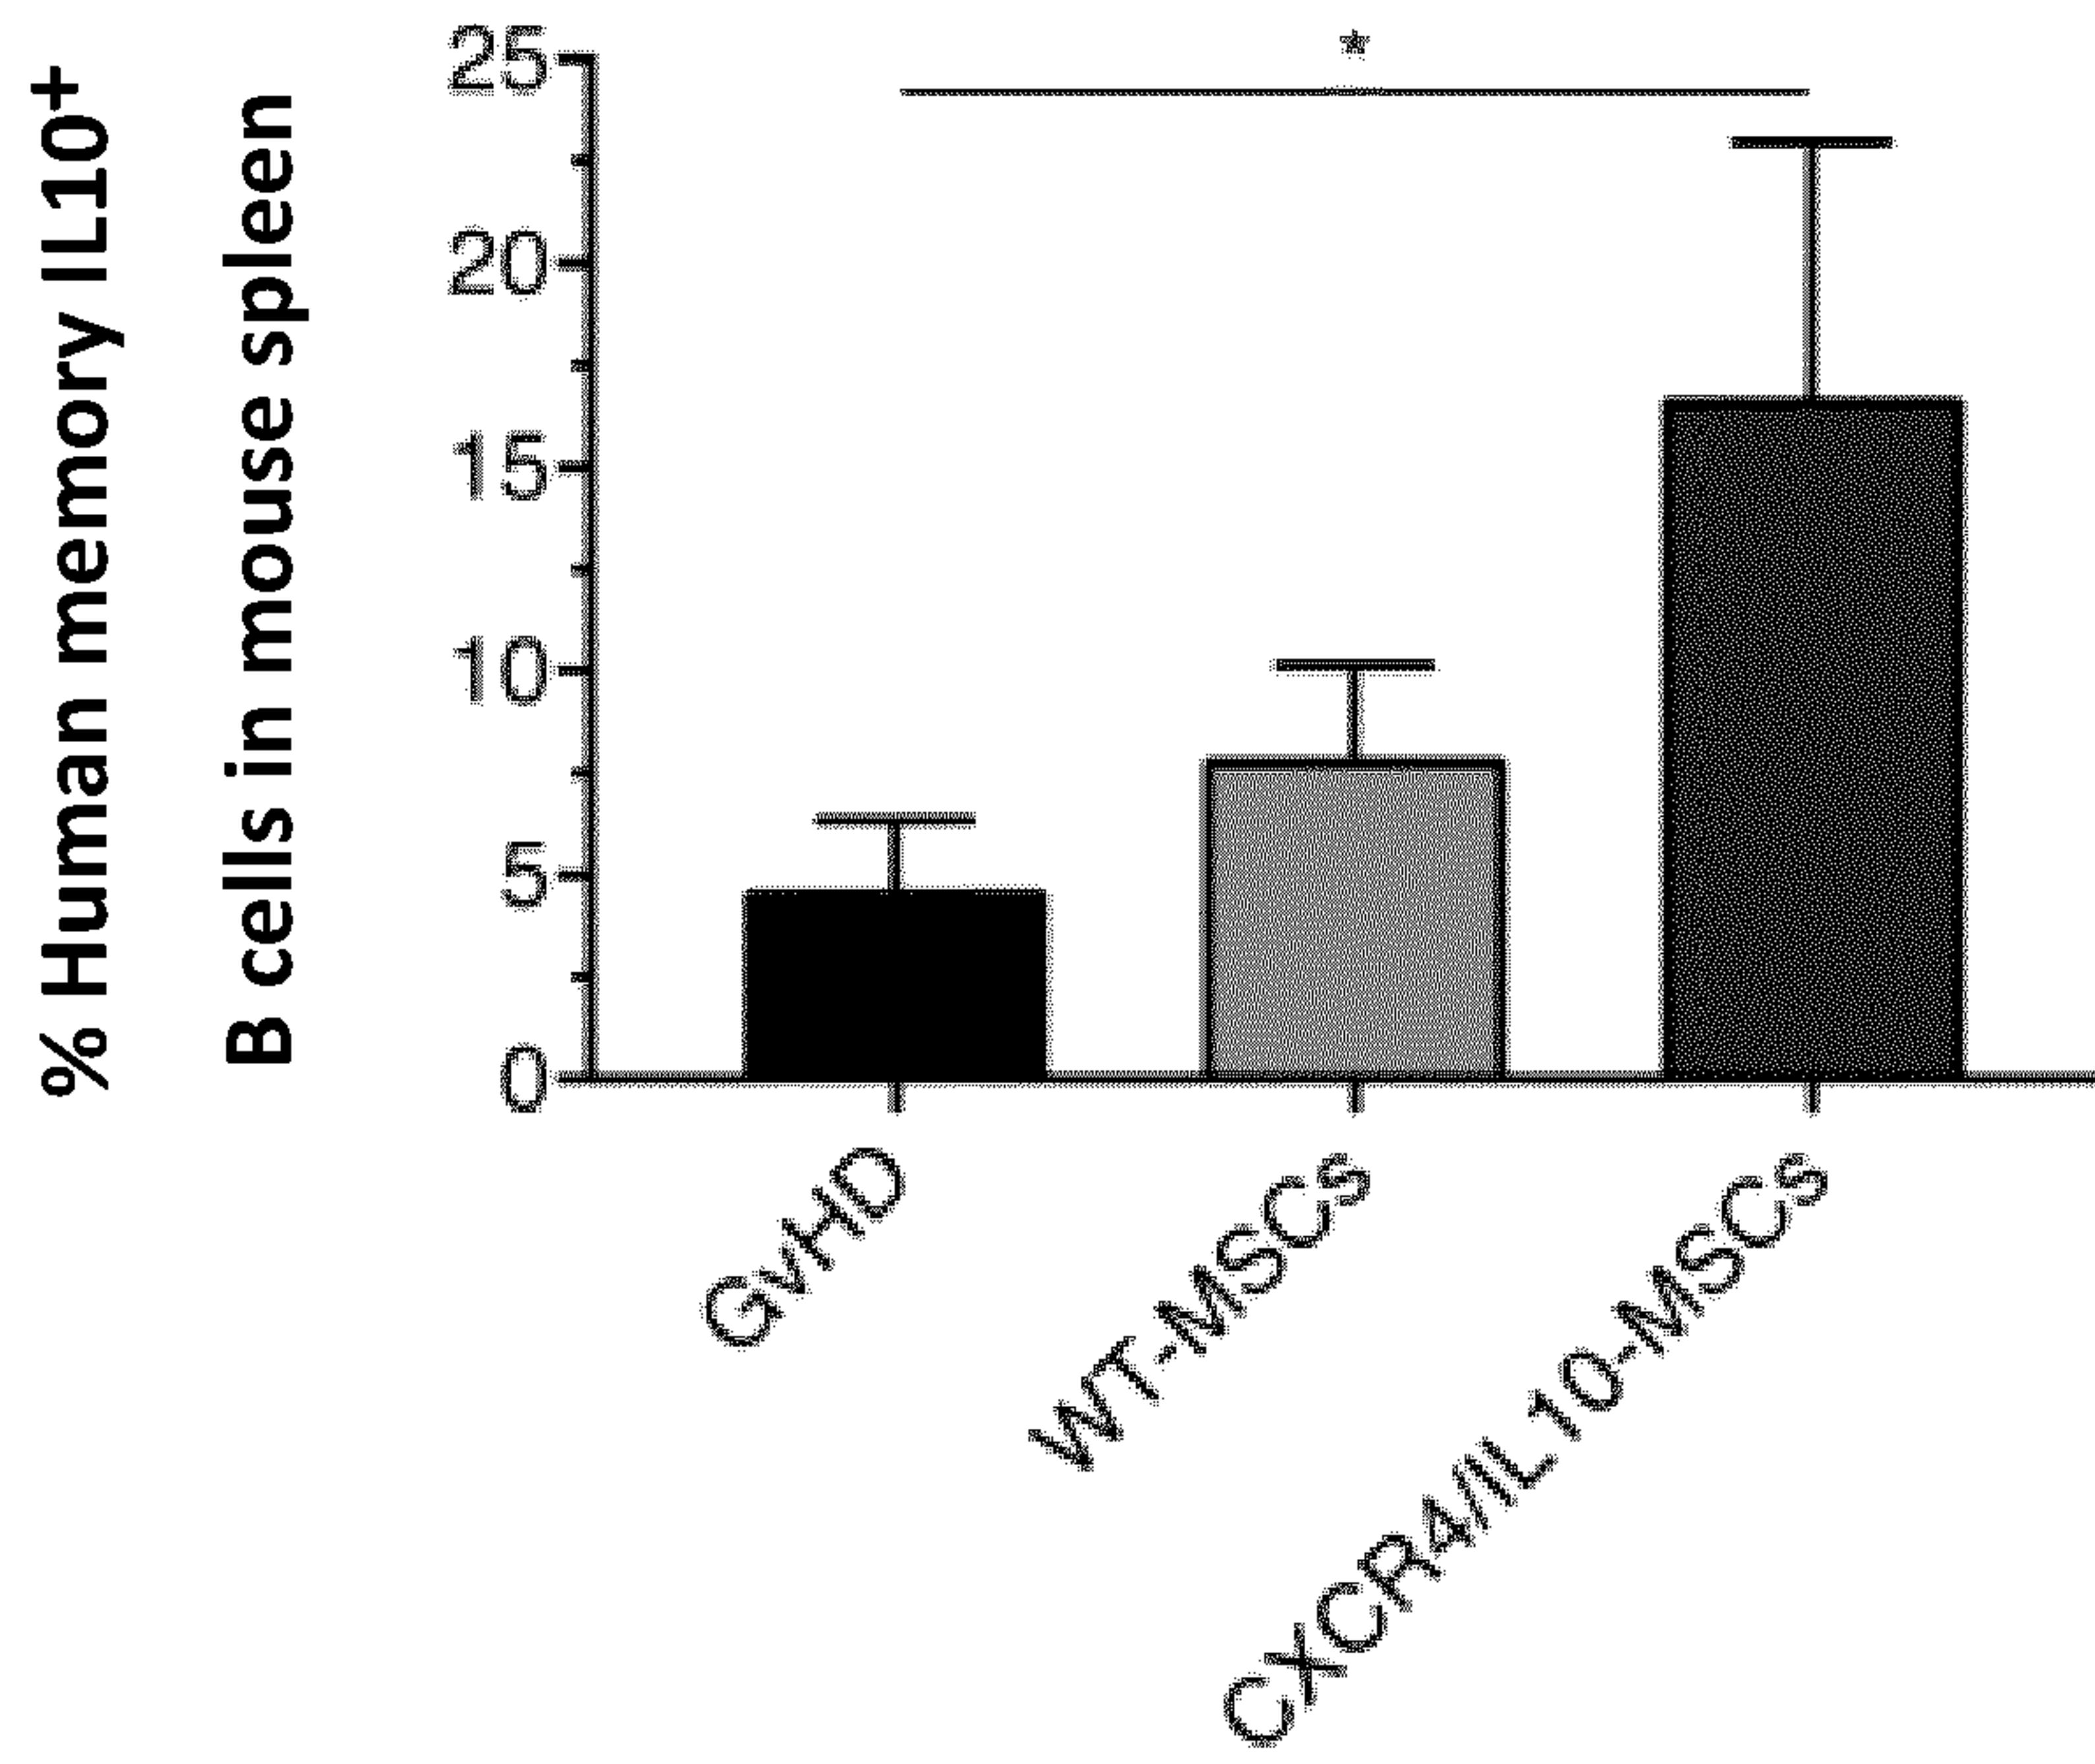 % Human memory IL10⁺
B cells in mouse spleen
25
20
15
10
5
0
*
GvHD
WT-MSCs
CXCR4/IL10-MSCs